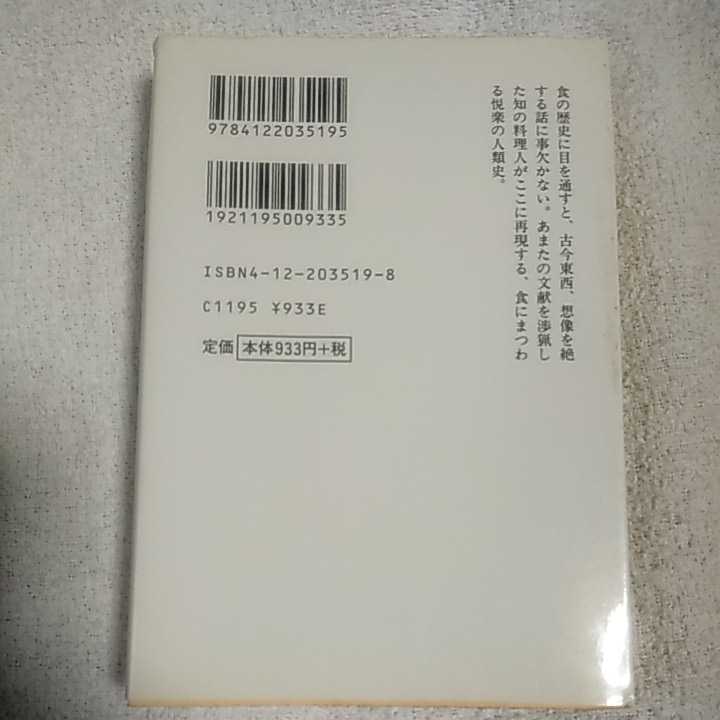 9784122035195
1921195009335
ISBN4-12-203519-8
C1195 ¥933E
定価 本体933円+税
食の歴史に目を通すと、古今東西、想像を絶
する話に事欠かない。あまたの文献を渉猟し
た知の料理人がここに再現する、食にまつわ
る悦楽の人類史。